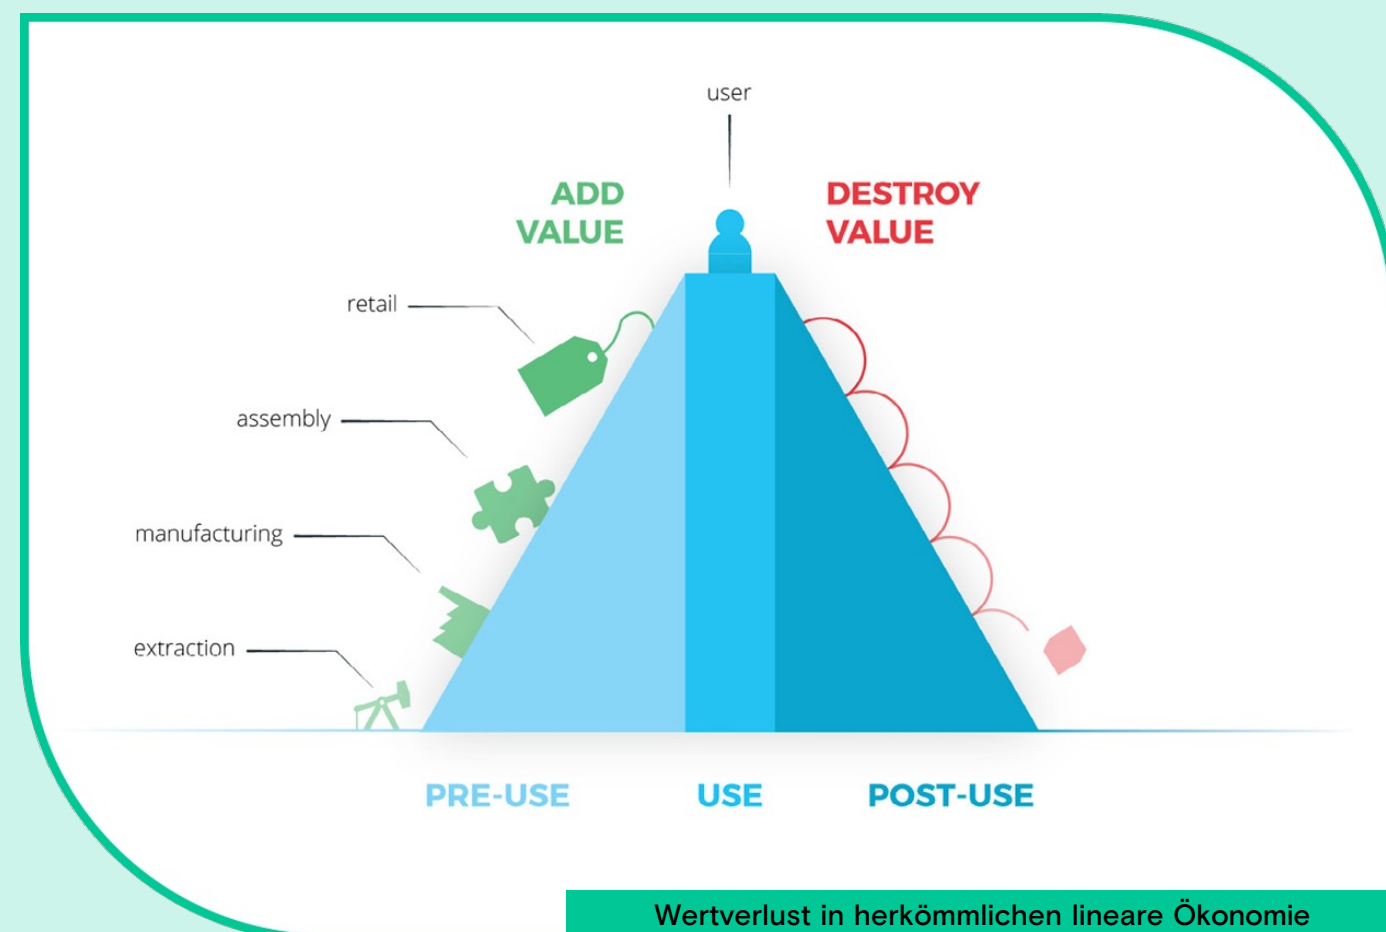 user
ADD
VALUE
DESTROY
VALUE
retail
assembly
manufacturing
extraction
PRE-USE
USE
POST-USE
Wertverlust in herkömmlichen lineare Ökonomie